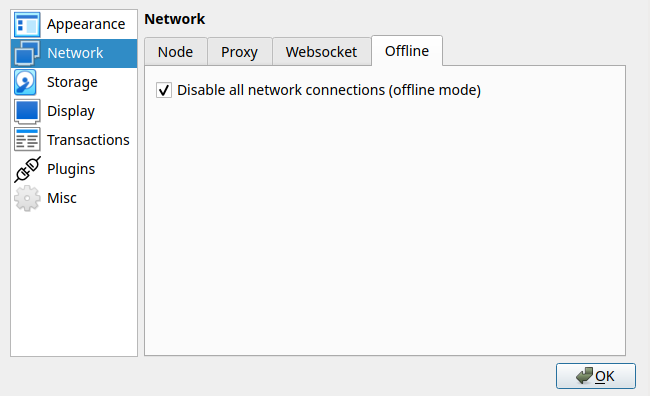 Appearance
Network
Storage
Display
Transactions
Plugins
Misc
Network
Node Proxy Websocket Offline
Disable all network connections (offline mode)
OK